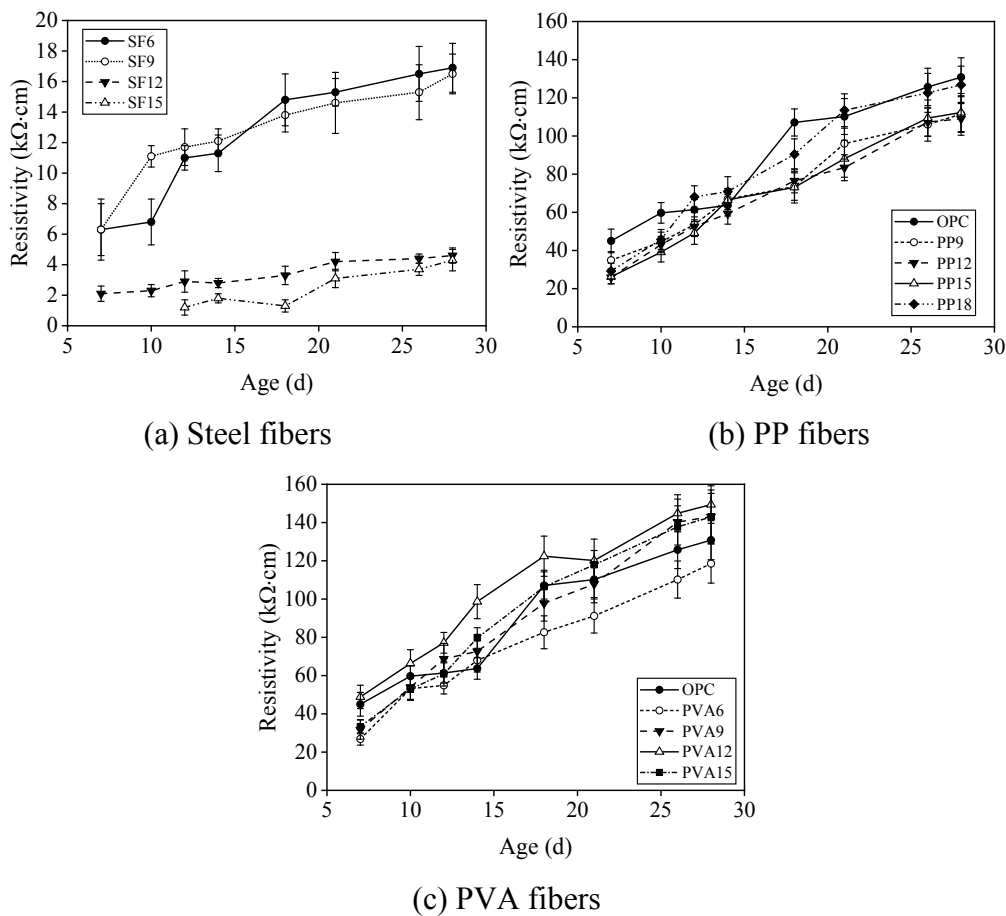 20
18
16
14
12
10
8
6
4
2
0
Resistivity (kΩ·cm)
SF6
SF9
SF12
SF15
5 10 15 20 25 30
Age (d)
(a) Steel fibers
160
140
120
100
80
60
40
20
0
Resistivity (kΩ·cm)
OPC
PP9
PP12
PP15
PP18
5 10 15 20 25 30
Age (d)
(b) PP fibers
160
140
120
100
80
60
40
20
0
Resistivity (kΩ·cm)
OPC
PVA6
PVA9
PVA12
PVA15
5 10 15 20 25 30
Age (d)
(c) PVA fibers